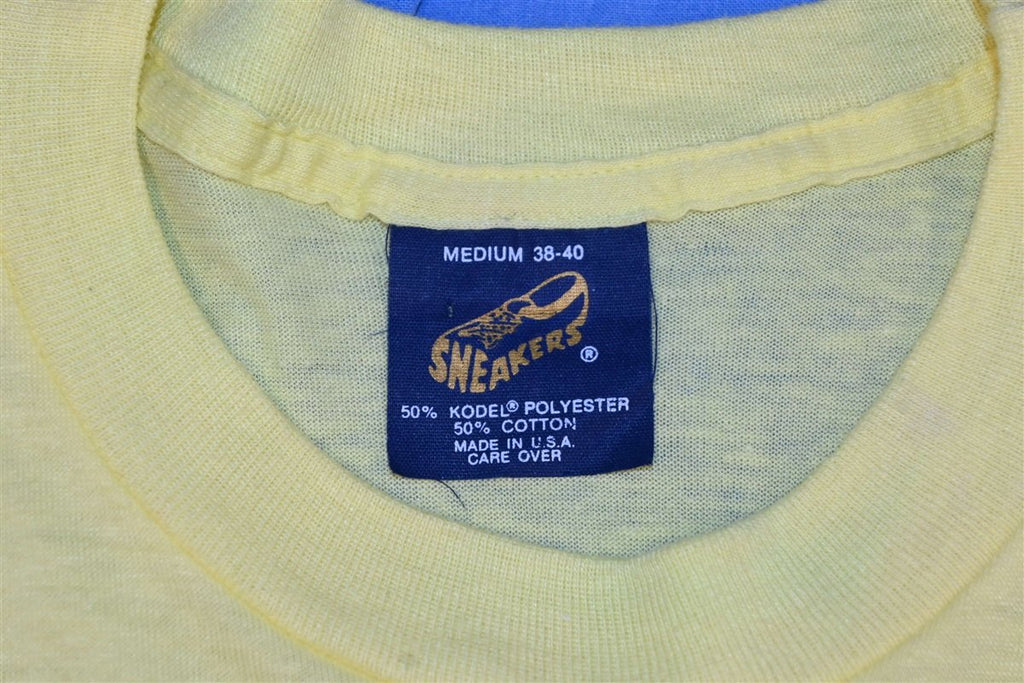 MEDIUM 38-40
SNEAKERS ®
50% KODEL® POLYESTER
50% COTTON
MADE IN U.S.A.
CARE OVER